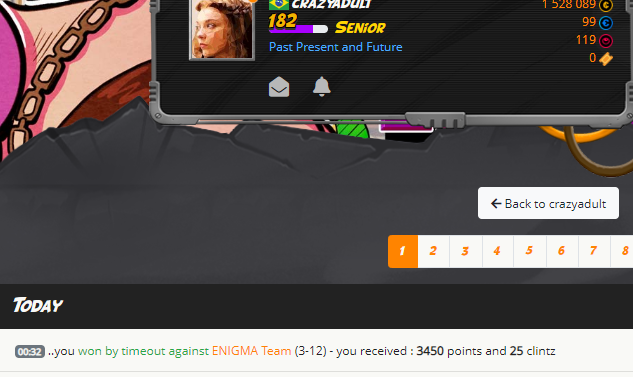 CRAZYADULT
1 528 089
182 SENIOR
99
Past Present and Future
119
0
Back to crazyadult
1 2 3 4 5 6 7 8
TODAY
00:32 ..you won by timeout against ENIGMA Team (3-12) - you received : 3450 points and 25 clintz